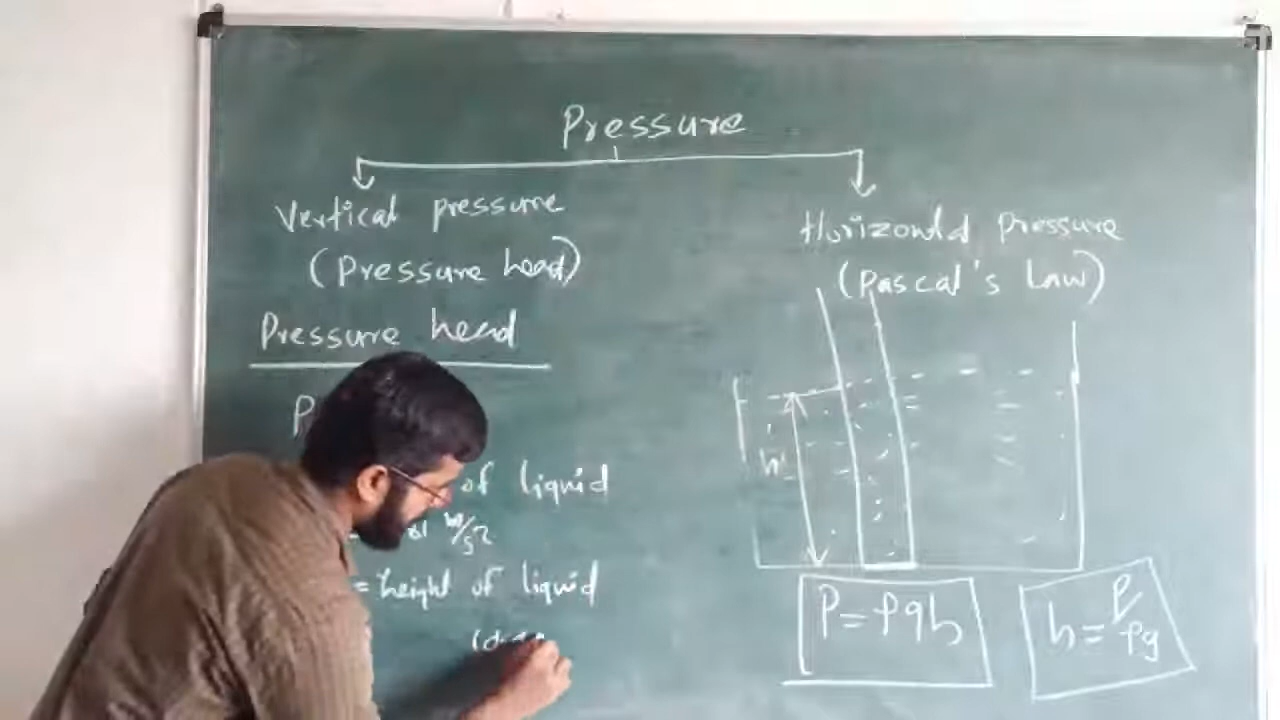 Pressure
Vertical pressure
(Pressure head)
Pressure head
P
of liquid
m/s2
= height of liquid
Horizontal pressure
(Pascal's Law)
h
P = ρgh
h = P/ρg